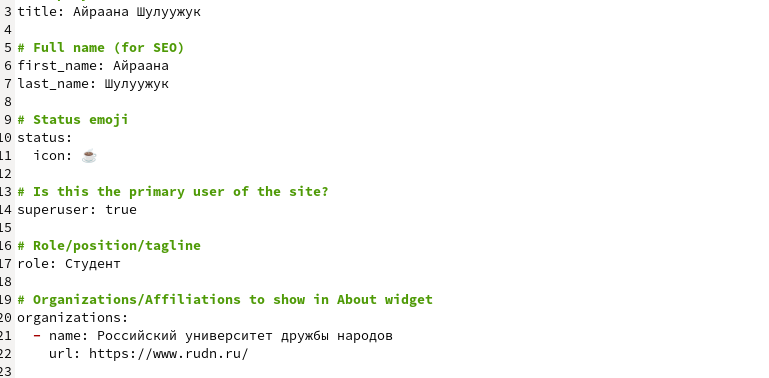 3 title: Айраана Шулуужук
4
5 # Full name (for SEO)
6 first_name: Айраана
7 last_name: Шулуужук
8
9 # Status emoji
10 status:
11   icon: ☕
12
13 # Is this the primary user of the site?
14 superuser: true
15
16 # Role/position/tagline
17 role: Студент
18
19 # Organizations/Affiliations to show in About widget
20 organizations:
21   - name: Российский университет дружбы народов
22     url: https://www.rudn.ru/
23